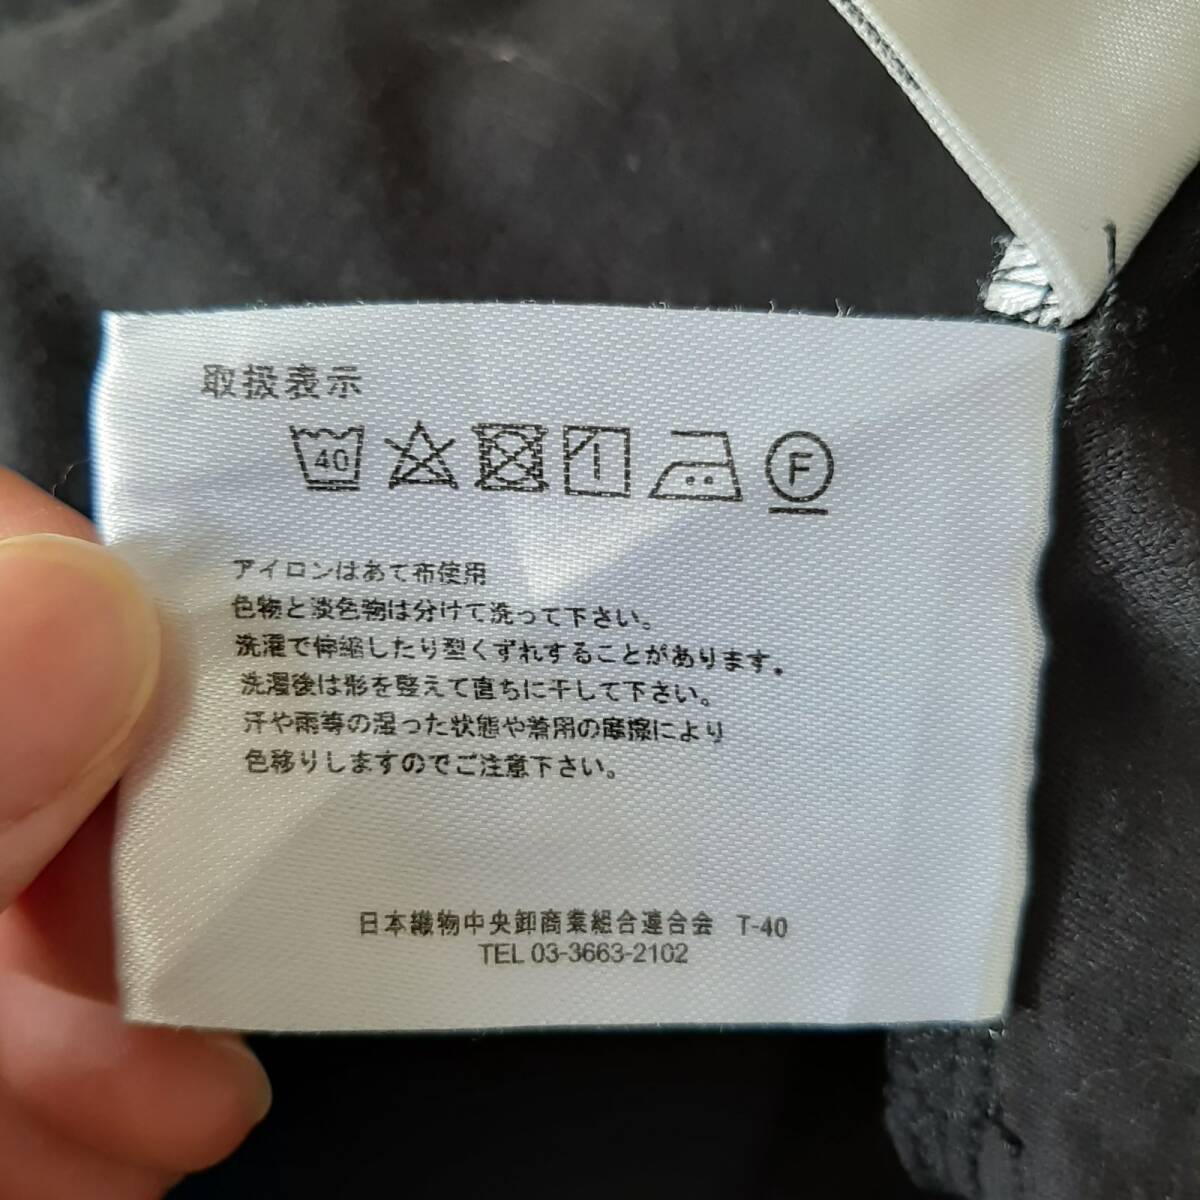 取扱表示
40
F
アイロンはあて布使用
色物と淡色物は分けて洗って下さい。
洗濯で伸縮したり型くずれすることがあります。
洗濯後は形を整えて直ちに干して下さい。
汗や雨等の湿った状態や着用の摩擦により
色移りしますのでご注意下さい。
日本織物中央卸商業組合連合会 T-40
TEL 03-3663-2102